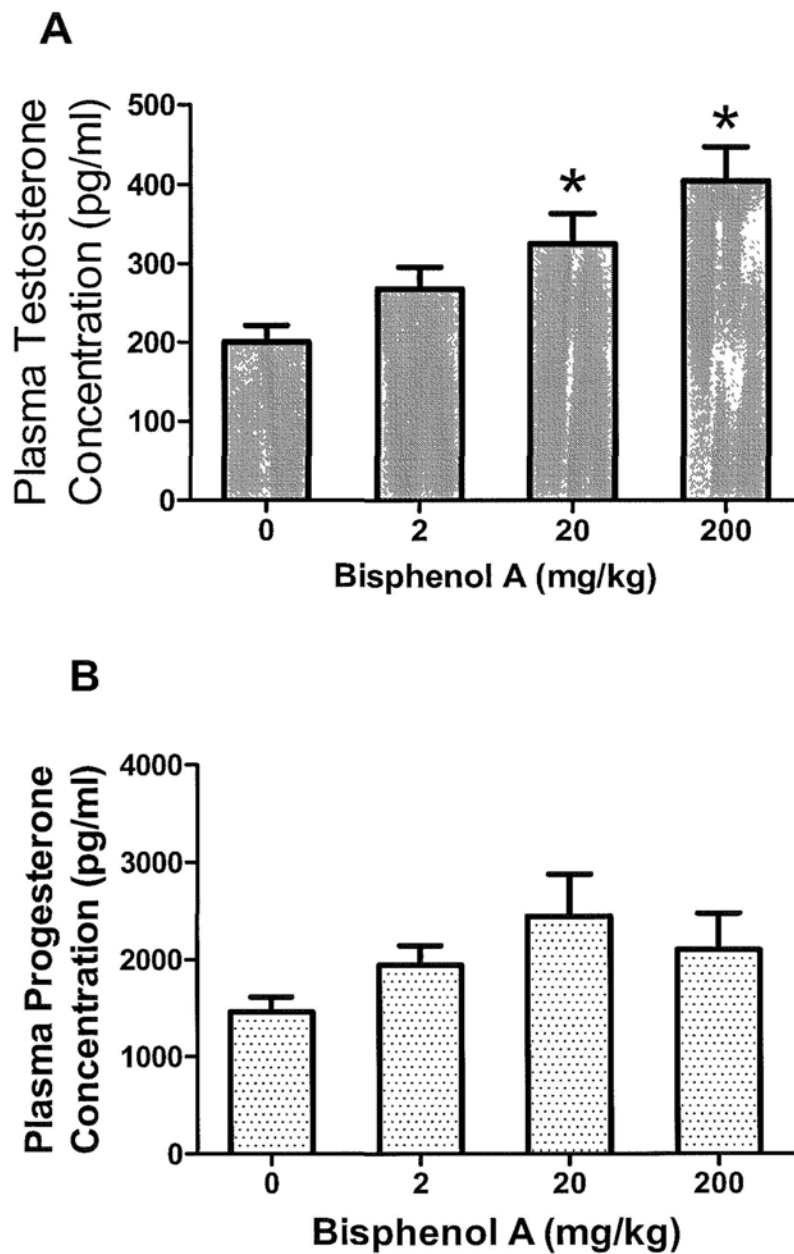 A
Plasma Testosterone
Concentration (pg/ml)
500
400
300
200
100
0
*
*
0 2 20 200
Bisphenol A (mg/kg)
B
Plasma Progesterone
Concentration (pg/ml)
4000
3000
2000
1000
0
0 2 20 200
Bisphenol A (mg/kg)